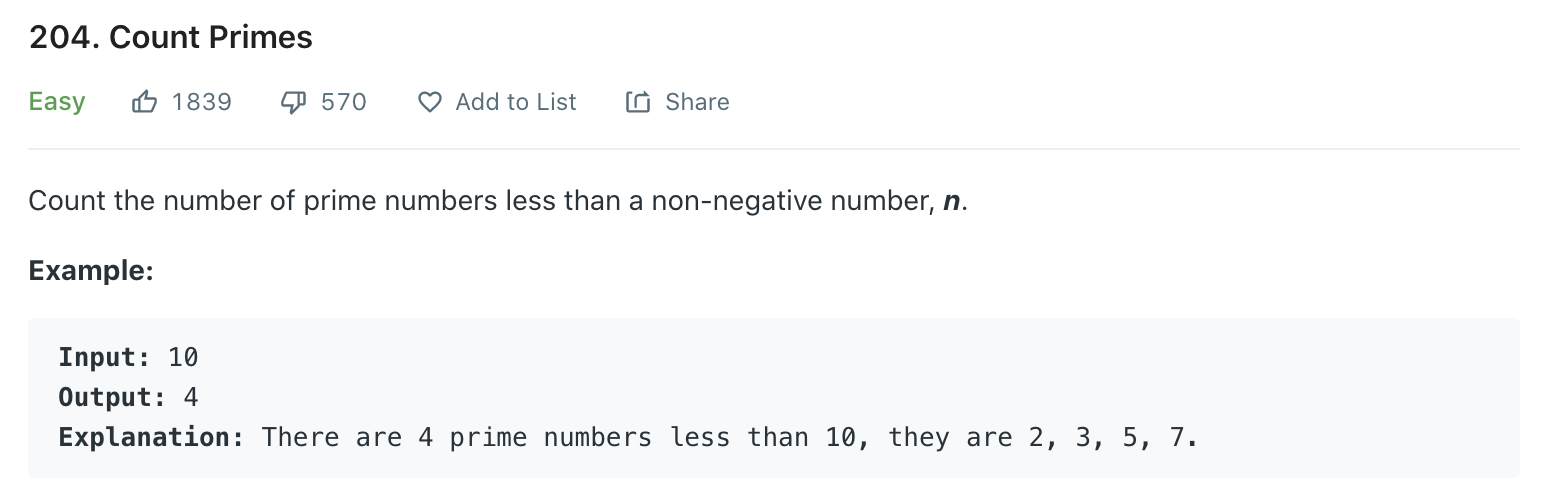 204. Count Primes
Easy 1839 570 Add to List Share
Count the number of prime numbers less than a non-negative number, n.
Example:
Input: 10
Output: 4
Explanation: There are 4 prime numbers less than 10, they are 2, 3, 5, 7.